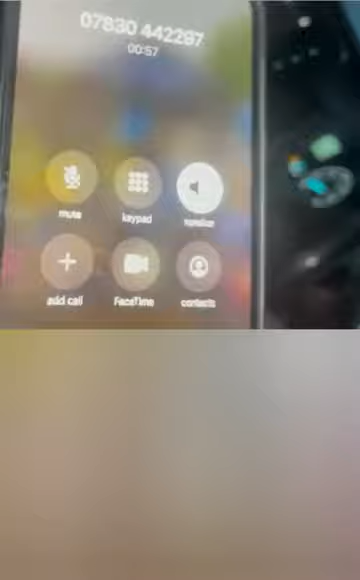 07830 442297
00:57
mute
keypad
speaker
add call
FaceTime
contacts